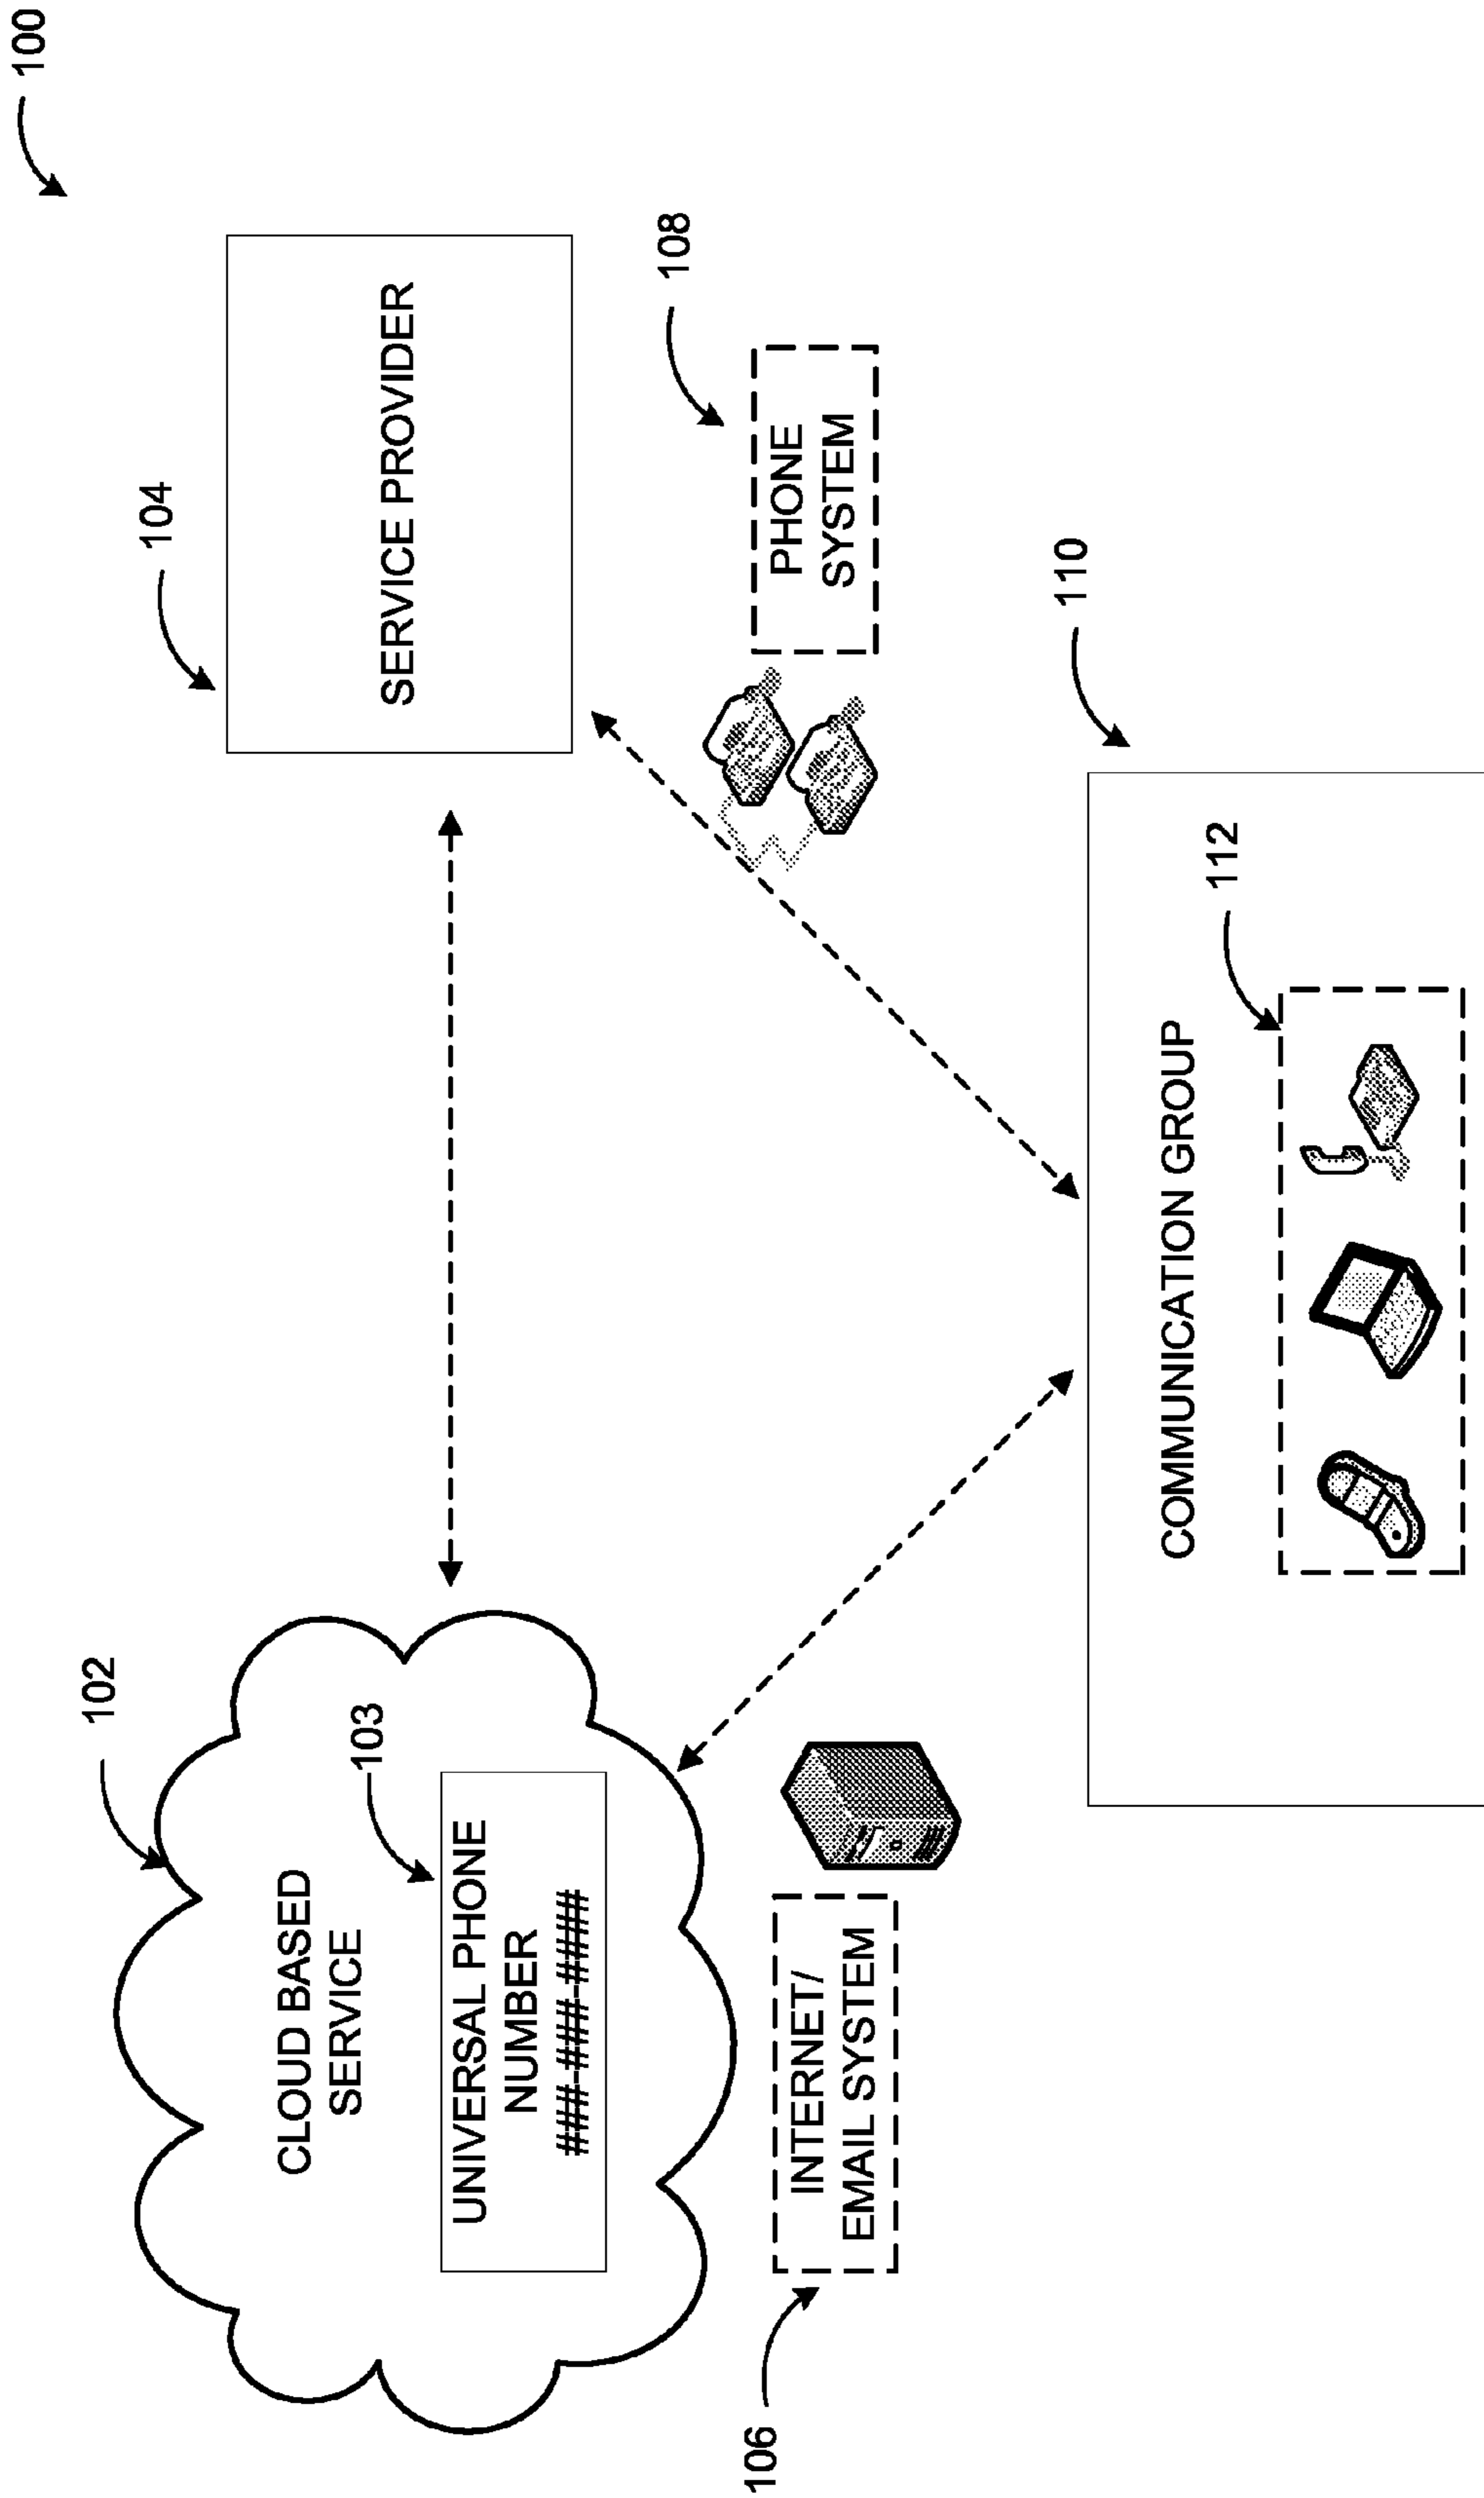 100
102
104
CLOUD BASED
SERVICE
103
UNIVERSAL PHONE
NUMBER
###-###-####
SERVICE PROVIDER
106
INTERNET/
EMAIL SYSTEM
108
PHONE
SYSTEM
110
COMMUNICATION GROUP
112